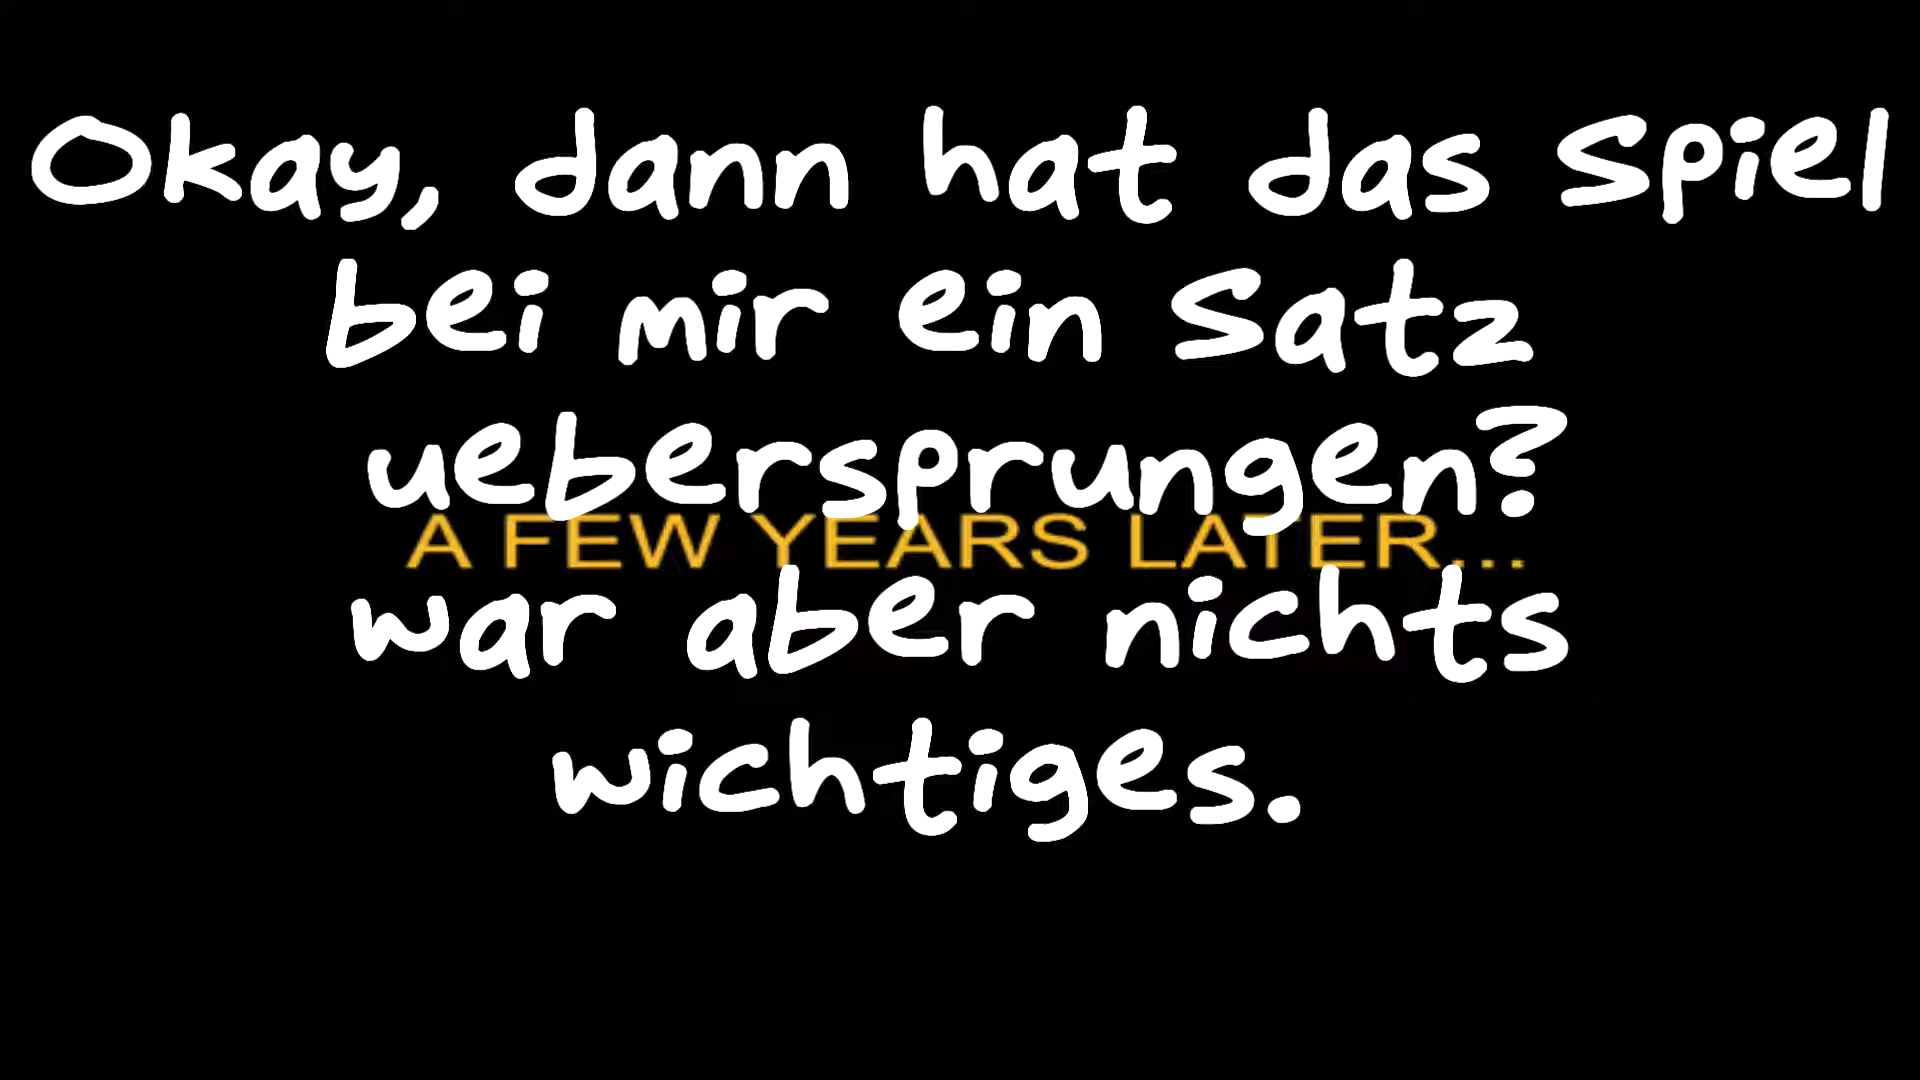 Okay, dann hat das Spiel
bei mir ein Satz
uebersprungen?
A FEW YEARS LATER...
war aber nichts
wichtiges.